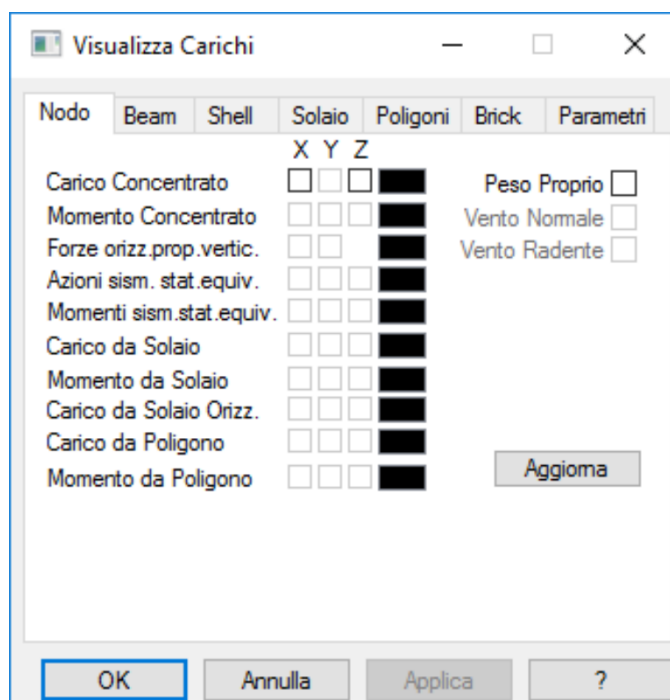 Visualizza Carichi
Nodo Beam Shell Solaio Poligoni Brick Parametri
X Y Z
Carico Concentrato Peso Proprio
Momento Concentrato Vento Normale
Forze orizz.prop.vertic. Vento Radente
Azioni sism. stat.equiv.
Momenti sism.stat.equiv.
Carico da Solaio
Momento da Solaio
Carico da Solaio Orizz.
Carico da Poligono
Momento da Poligono Aggiorna
OK Annulla Applica ?